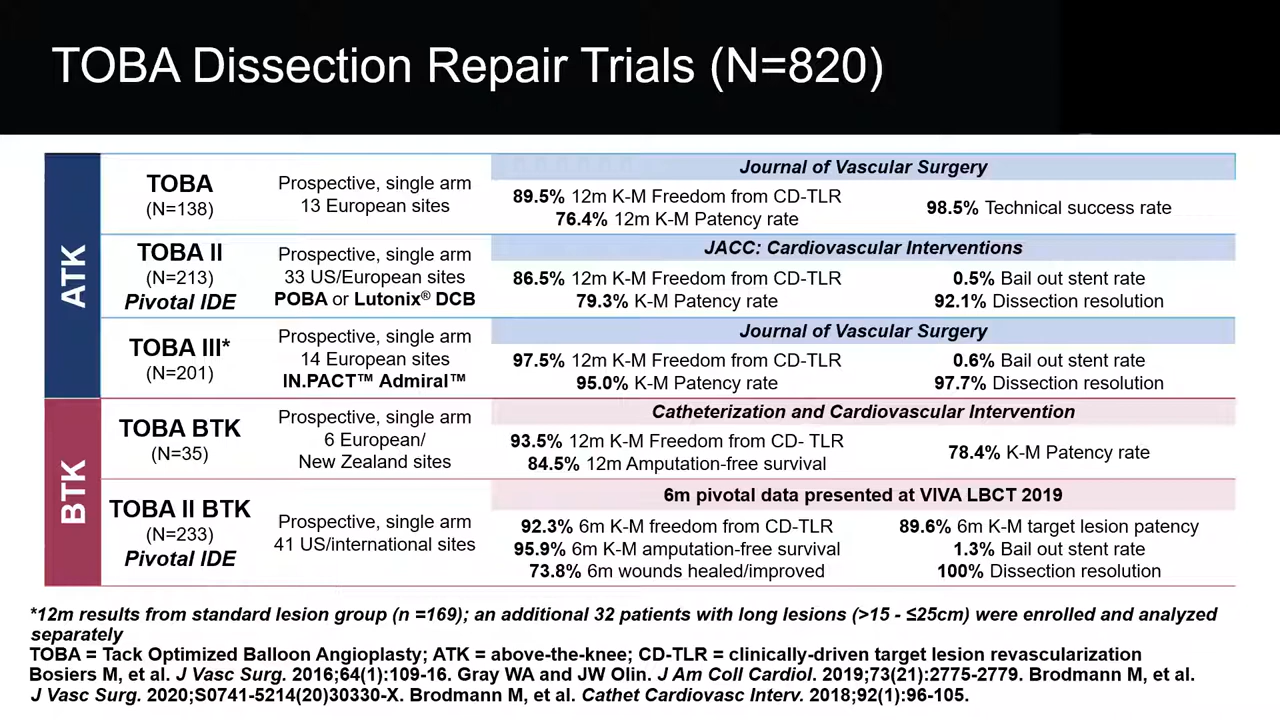 TOBA Dissection Repair Trials (N=820)
ATK
TOBA
(N=138)
Prospective, single arm
13 European sites
Journal of Vascular Surgery
89.5% 12m K-M Freedom from CD-TLR
76.4% 12m K-M Patency rate
98.5% Technical success rate
TOBA II
(N=213)
Pivotal IDE
Prospective, single arm
33 US/European sites
POBA or Lutonix® DCB
JACC: Cardiovascular Interventions
86.5% 12m K-M Freedom from CD-TLR
79.3% K-M Patency rate
0.5% Bail out stent rate
92.1% Dissection resolution
TOBA III*
(N=201)
Prospective, single arm
14 European sites
IN.PACT™ Admiral™
Journal of Vascular Surgery
97.5% 12m K-M Freedom from CD-TLR
95.0% K-M Patency rate
0.6% Bail out stent rate
97.7% Dissection resolution
BTK
TOBA BTK
(N=35)
Prospective, single arm
6 European/
New Zealand sites
Catheterization and Cardiovascular Intervention
93.5% 12m K-M Freedom from CD- TLR
84.5% 12m Amputation-free survival
78.4% K-M Patency rate
TOBA II BTK
(N=233)
Pivotal IDE
Prospective, single arm
41 US/international sites
6m pivotal data presented at VIVA LBCT 2019
92.3% 6m K-M freedom from CD-TLR
95.9% 6m K-M amputation-free survival
73.8% 6m wounds healed/improved
89.6% 6m K-M target lesion patency
1.3% Bail out stent rate
100% Dissection resolution
*12m results from standard lesion group (n =169); an additional 32 patients with long lesions (>15 - ≤25cm) were enrolled and analyzed
separately
TOBA = Tack Optimized Balloon Angioplasty; ATK = above-the-knee; CD-TLR = clinically-driven target lesion revascularization
Bosiers M, et al. J Vasc Surg. 2016;64(1):109-16. Gray WA and JW Olin. J Am Coll Cardiol. 2019;73(21):2775-2779. Brodmann M, et al.
J Vasc Surg. 2020;S0741-5214(20)30330-X. Brodmann M, et al. Cathet Cardiovasc Interv. 2018;92(1):96-105.